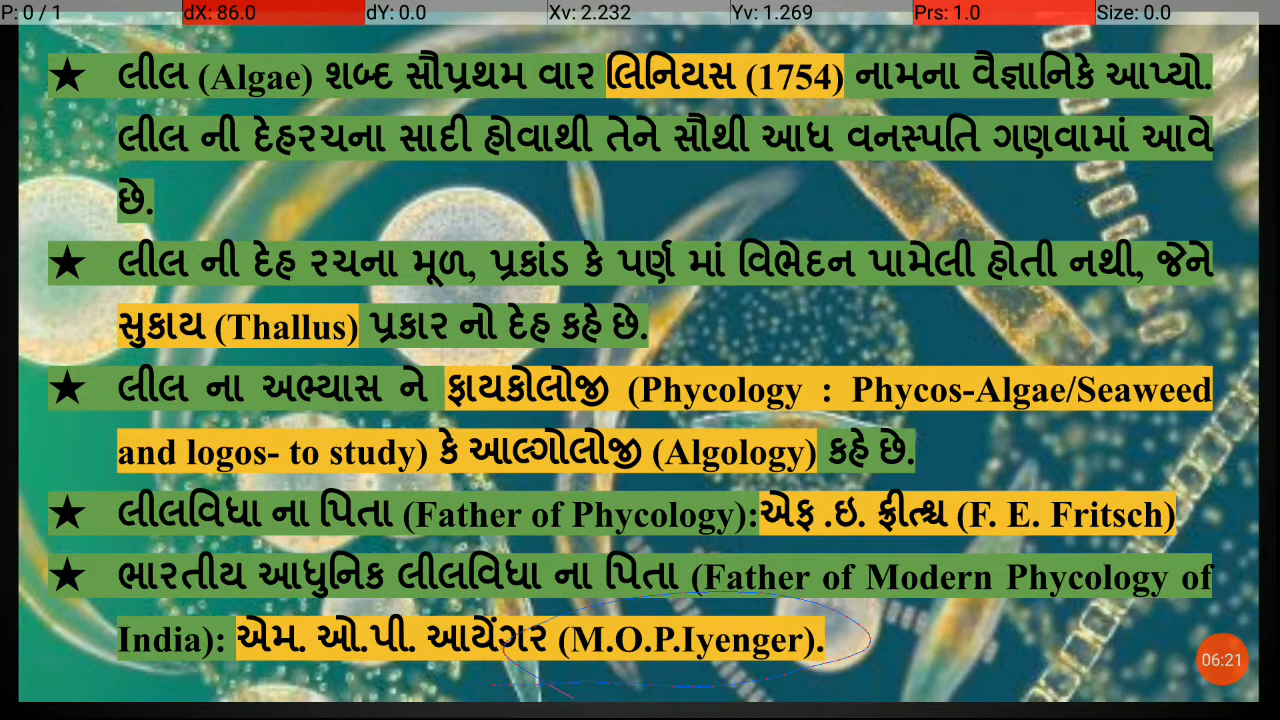 P: 0 / 1 dX: 86.0 dY: 0.0 Xv: 2.232 Yv: 1.269 Prs: 1.0 Size: 0.0
★ લીલ (Algae) શબ્દ સૌપ્રથમ વાર લિનિયસ (1754) નામના વૈજ્ઞાનિકે આપ્યો.
લીલ ની દેહરચના સાદી હોવાથી તેને સૌથી આધ વનસ્પતિ ગણવામાં આવે
છે.
★ લીલ ની દેહ રચના મૂળ, પ્રકાંડ કે પર્ણ માં વિભેદન પામેલી હોતી નથી, જેને
સુકાય (Thallus) પ્રકાર નો દેહ કહે છે.
★ લીલ ના અભ્યાસ ને ફાયકોલોજી (Phycology : Phycos-Algae/Seaweed
and logos- to study) કે આલ્ગોલોજી (Algology) કહે છે.
★ લીલવિધા ના પિતા (Father of Phycology):એફ .ઇ. ફ્રીત્શ્ચ (F. E. Fritsch)
★ ભારતીય આધુનિક લીલવિધા ના પિતા (Father of Modern Phycology of
India): એમ. ઓ.પી. આયેંગર (M.O.P.Iyenger).
06:21